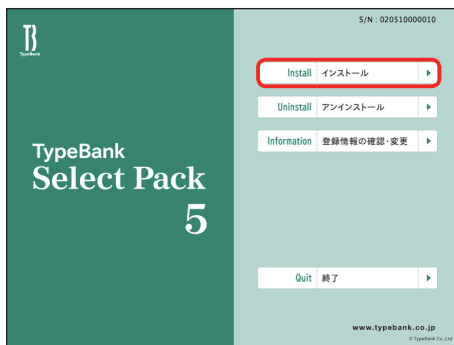 S/N : 020510000010
TB
TypeBank
Install インストール
Uninstall アンインストール
Information 登録情報の確認・変更
TypeBank
Select Pack
5
Quit 終了
www.typebank.co.jp
© TypeBank Co.,Ltd